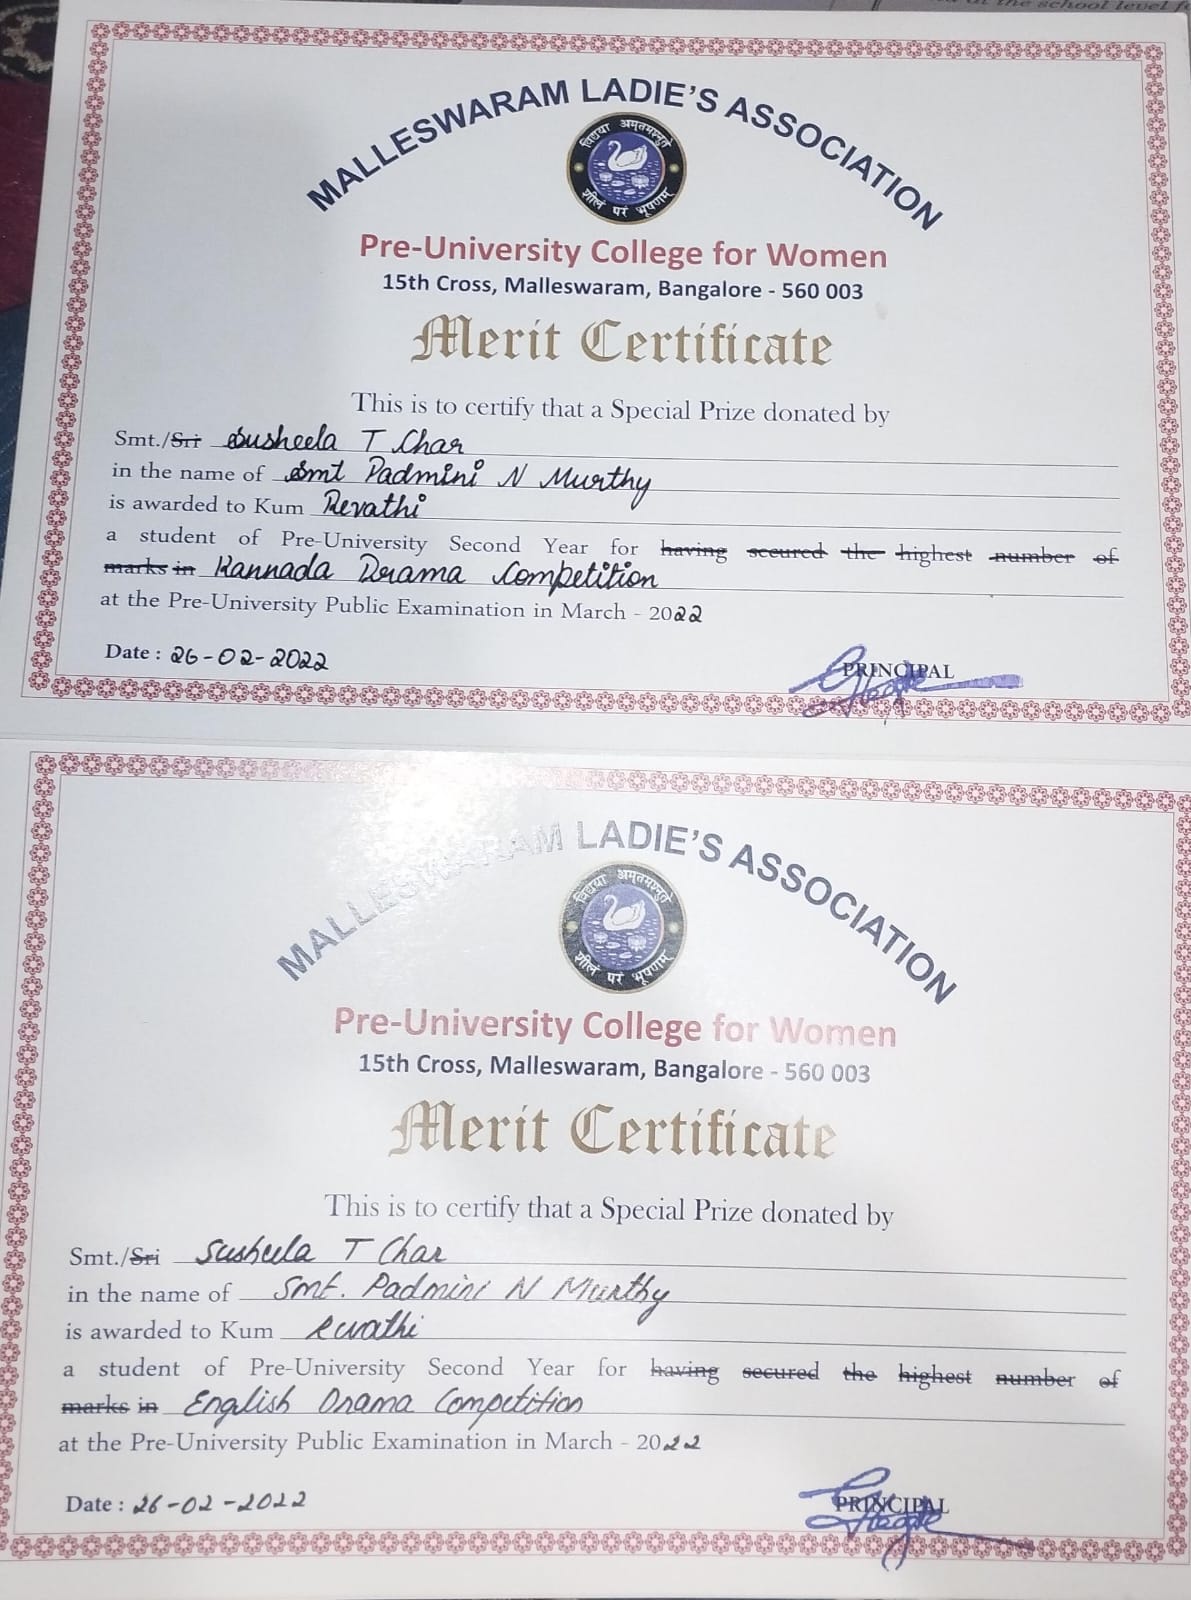 at the school level f
MALLESWARAM LADIE'S ASSOCIATION
विद्यया अमृतमश्नुते
शीलं परं भूषणम्
Pre-University College for Women
15th Cross, Malleswaram, Bangalore - 560 003
Merit Certificate
This is to certify that a Special Prize donated by
Smt./Sri Susheela T Char
in the name of Smt Padmini N Murthy
is awarded to Kum Revathi
a student of Pre-University Second Year for having secured the highest number of
marks in Kannada Drama Competition
at the Pre-University Public Examination in March - 2022
Date : 26-02-2022
PRINCIPAL
MALLESWARAM LADIE'S ASSOCIATION
विद्यया अमृतमश्नुते
शीलं परं भूषणम्
Pre-University College for Women
15th Cross, Malleswaram, Bangalore - 560 003
Merit Certificate
This is to certify that a Special Prize donated by
Smt./Sri Susheela T Char
in the name of Smt. Padmini N Murthy
is awarded to Kum Revathi
a student of Pre-University Second Year for having secured the highest number of
marks in English Drama Competition
at the Pre-University Public Examination in March - 2022
Date : 26-02-2022
PRINCIPAL